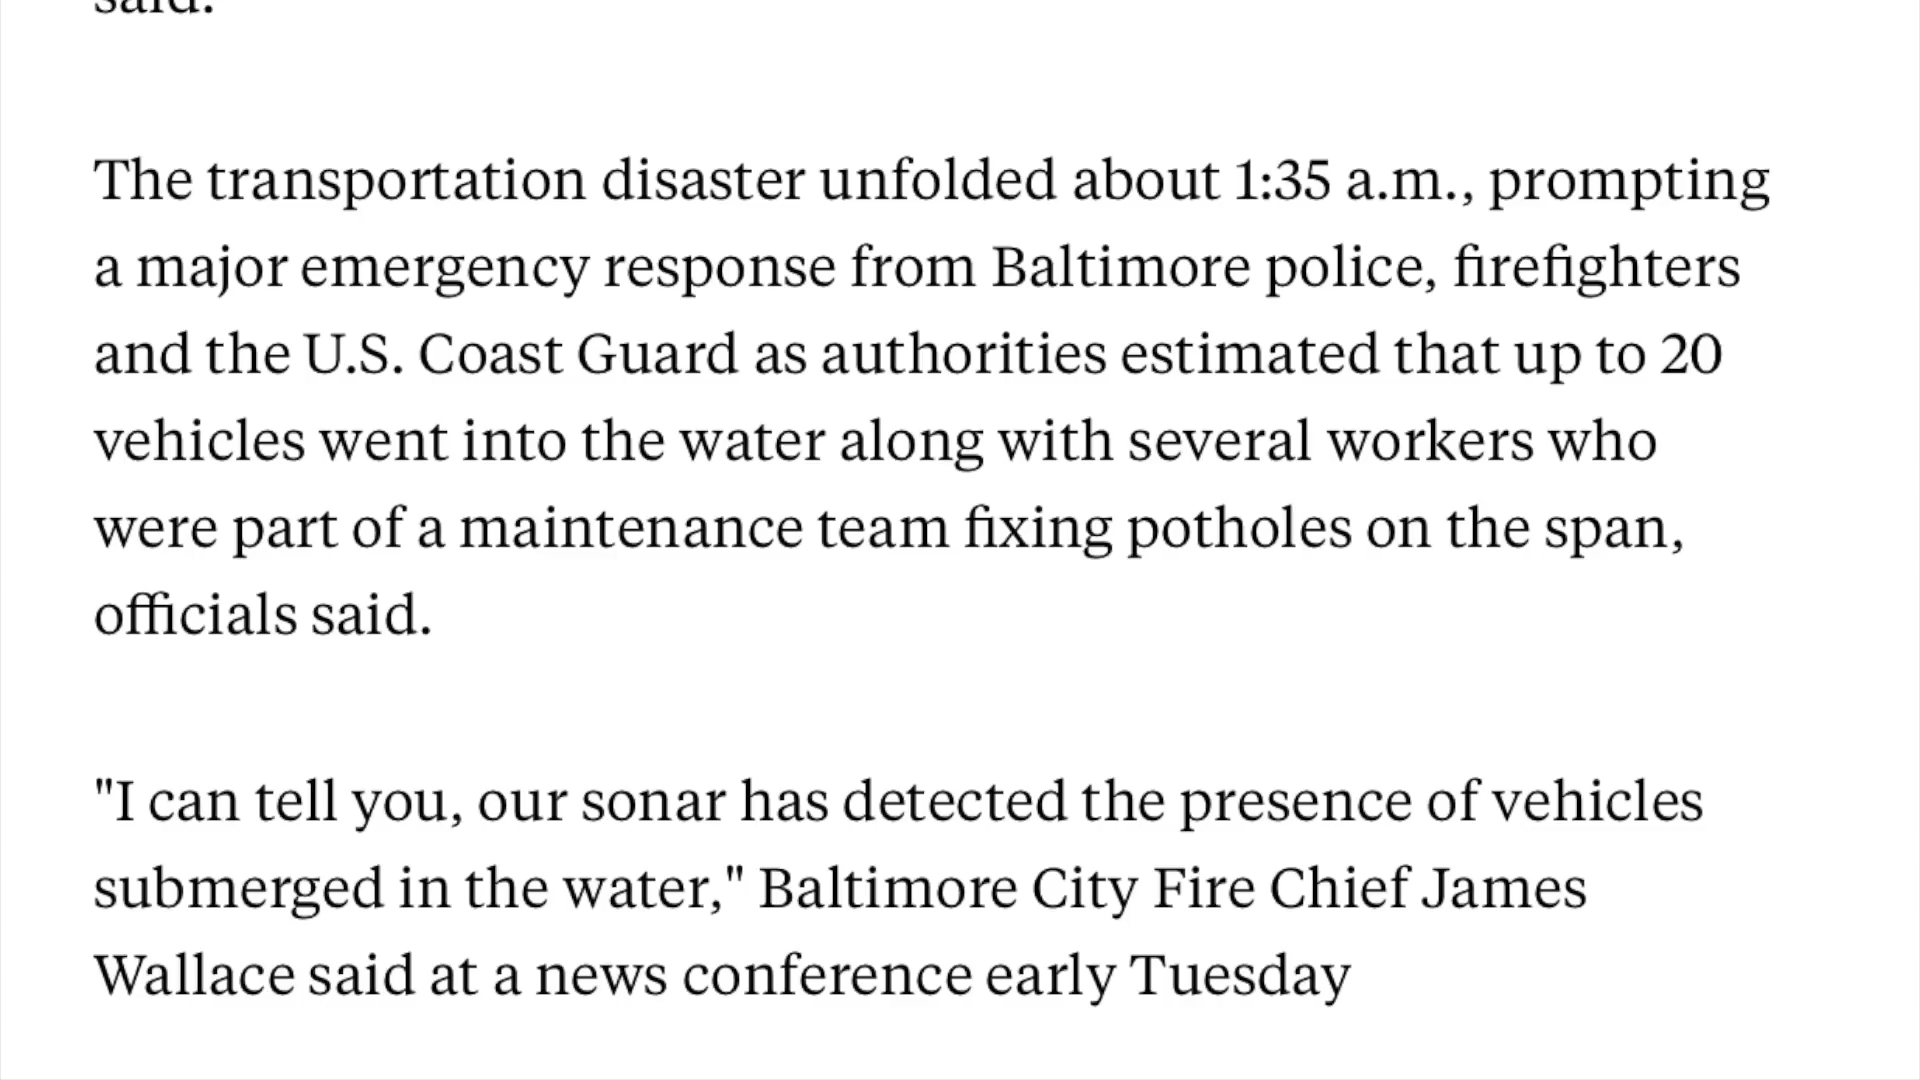 said.
The transportation disaster unfolded about 1:35 a.m., prompting
a major emergency response from Baltimore police, firefighters
and the U.S. Coast Guard as authorities estimated that up to 20
vehicles went into the water along with several workers who
were part of a maintenance team fixing potholes on the span,
officials said.
"I can tell you, our sonar has detected the presence of vehicles
submerged in the water," Baltimore City Fire Chief James
Wallace said at a news conference early Tuesday